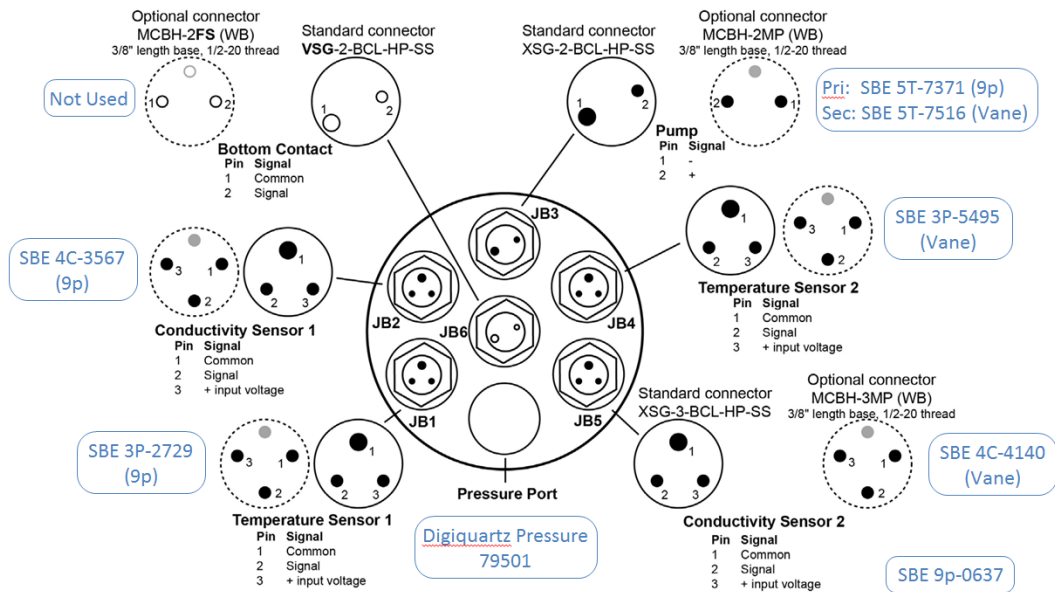 Optional connector
MCBH-2FS (WB)
3/8" length base, 1/2-20 thread
1
2
Not Used
Standard connector
VSG-2-BCL-HP-SS
1
2
Bottom Contact
Pin Signal
1 Common
2 Signal
Standard connector
XSG-2-BCL-HP-SS
1
2
Optional connector
MCBH-2MP (WB)
3/8" length base, 1/2-20 thread
2
1
Pri: SBE 5T-7371 (9p)
Sec: SBE 5T-7516 (Vane)
Pump
Pin Signal
1 -
2 +
SBE 4C-3567
(9p)
3
1
2
1
2
3
Conductivity Sensor 1
Pin Signal
1 Common
2 Signal
3 + input voltage
JB3
JB2
JB6
JB4
JB1
JB5
Pressure Port
1
2
3
3
1
2
SBE 3P-5495
(Vane)
Temperature Sensor 2
Pin Signal
1 Common
2 Signal
3 + input voltage
SBE 3P-2729
(9p)
3
1
2
1
2
3
Temperature Sensor 1
Pin Signal
1 Common
2 Signal
3 + input voltage
Digiquartz Pressure
79501
Standard connector
XSG-3-BCL-HP-SS
1
2
3
Optional connector
MCBH-3MP (WB)
3/8" length base, 1/2-20 thread
3
1
2
SBE 4C-4140
(Vane)
Conductivity Sensor 2
Pin Signal
1 Common
2 Signal
3 + input voltage
SBE 9p-0637